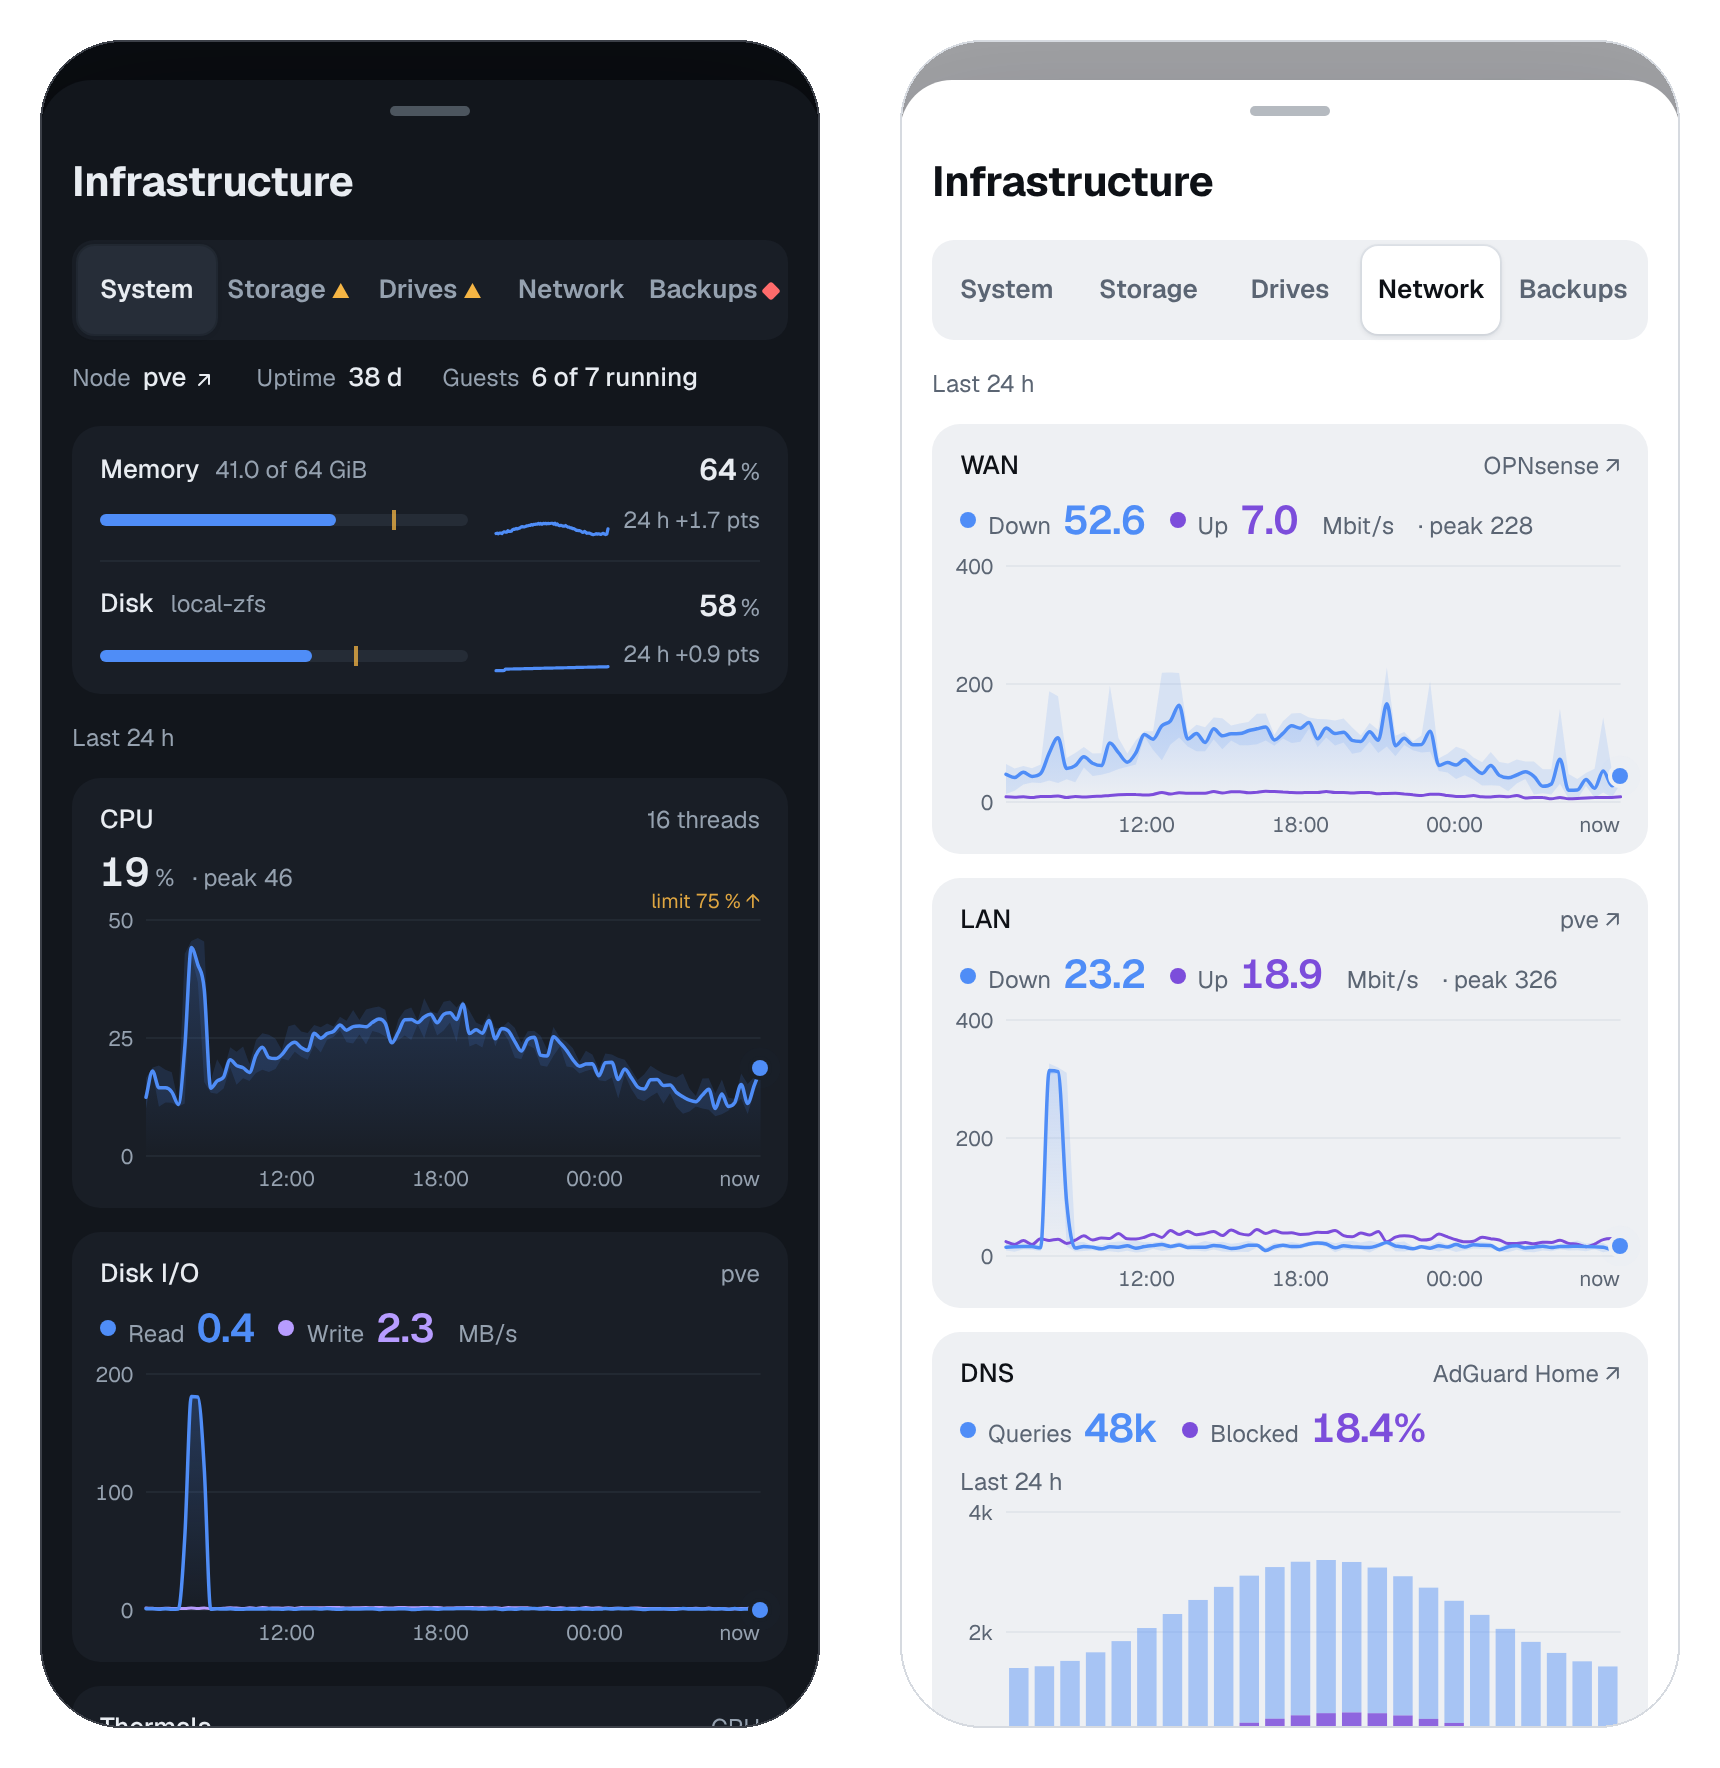 Infrastructure
System Storage Drives Network Backups
Node pve ↗ Uptime 38 d Guests 6 of 7 running
Memory 41.0 of 64 GiB 64 %
24 h +1.7 pts
Disk local-zfs 58 %
24 h +0.9 pts
Last 24 h
CPU 16 threads
19 % · peak 46
limit 75 % ↑
50
25
0
12:00 18:00 00:00 now
Disk I/O pve
Read 0.4 Write 2.3 MB/s
200
100
0
12:00 18:00 00:00 now
Thermals CPU
Infrastructure
System Storage Drives Network Backups
Last 24 h
WAN OPNsense ↗
Down 52.6 Up 7.0 Mbit/s · peak 228
400
200
0
12:00 18:00 00:00 now
LAN pve ↗
Down 23.2 Up 18.9 Mbit/s · peak 326
400
200
0
12:00 18:00 00:00 now
DNS AdGuard Home ↗
Queries 48k Blocked 18.4%
Last 24 h
4k
2k